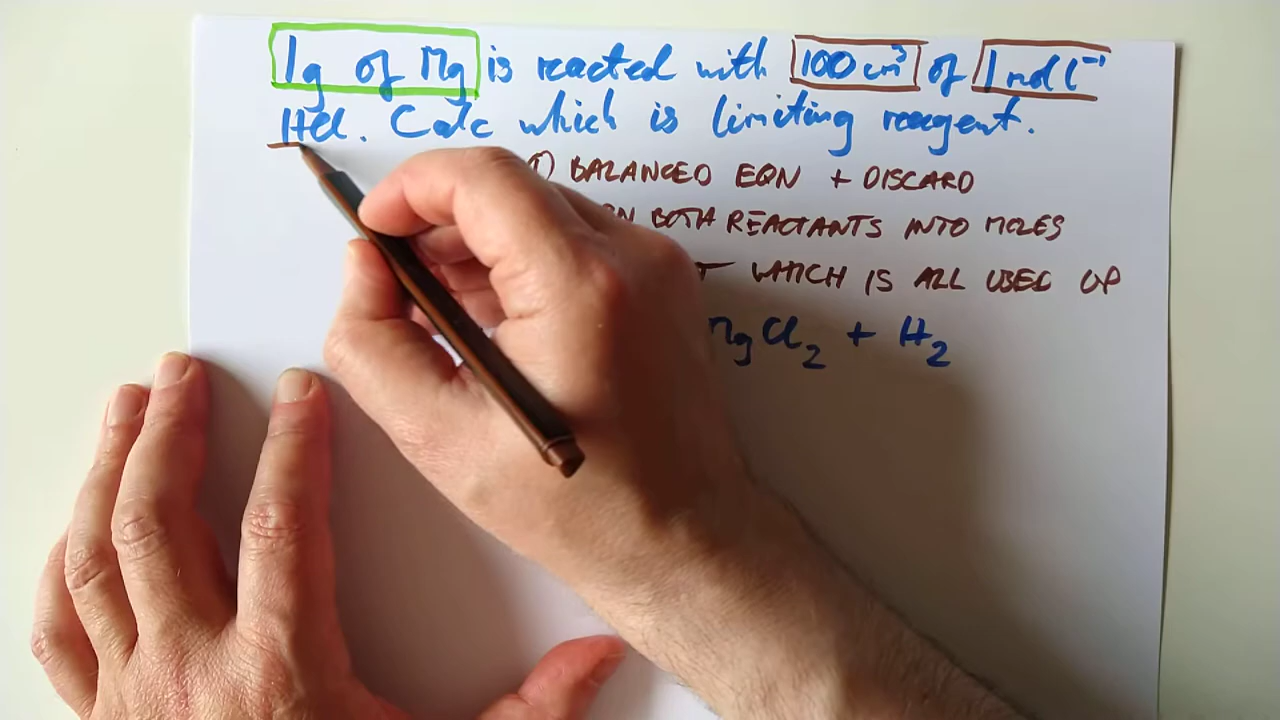 1g of Mg is reacted with 100 cm³ of 1 mol l⁻¹
HCl. Calc which is limiting reagent.
① BALANCED EQN + DISCARD
BOTH REACTANTS INTO MOLES
WHICH IS ALL USED UP
MgCl₂ + H₂